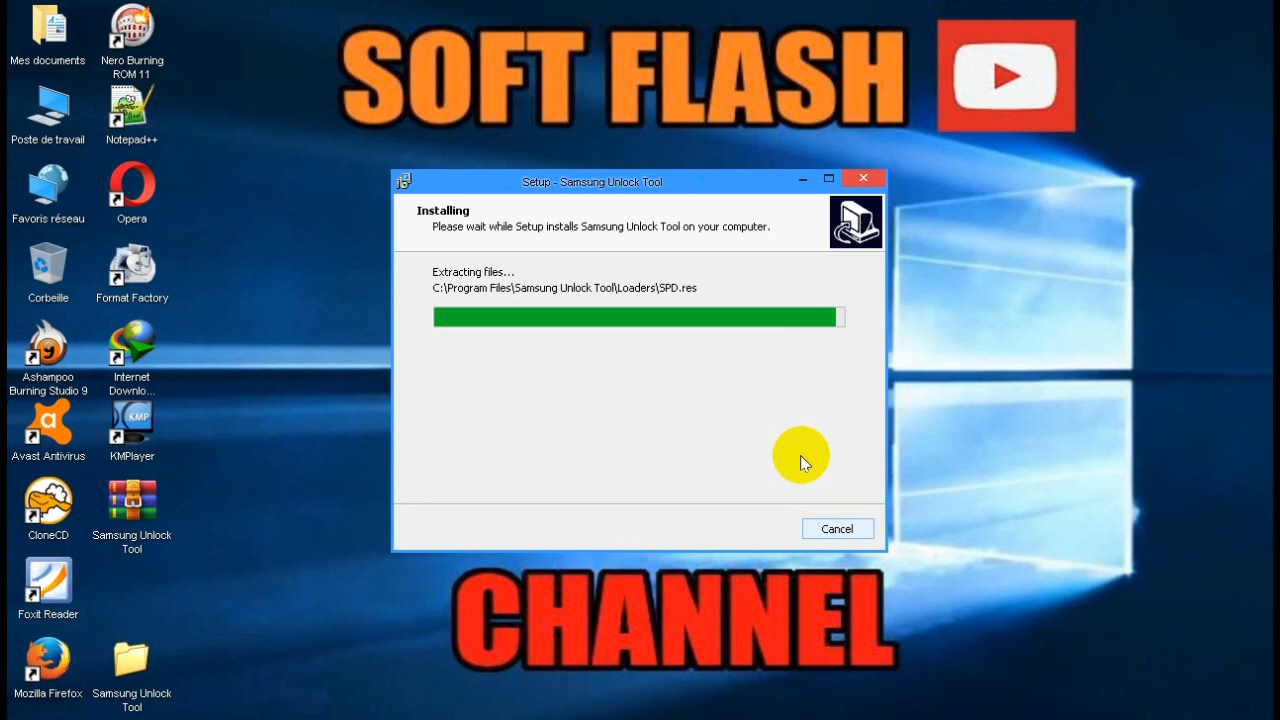 SOFT FLASH
Mes documents
Nero Burning
ROM 11
Poste de travail
Notepad++
Favoris réseau
Opera
Corbeille
Format Factory
Ashampoo
Burning Studio 9
Internet
Downlo...
Avast Antivirus
KMP
KMPlayer
CloneCD
Samsung Unlock
Tool
Foxit Reader
Mozilla Firefox
Samsung Unlock
Tool
Setup - Samsung Unlock Tool
Installing
Please wait while Setup installs Samsung Unlock Tool on your computer.
Extracting files...
C:\Program Files\Samsung Unlock Tool\Loaders\SPD.res
Cancel
CHANNEL